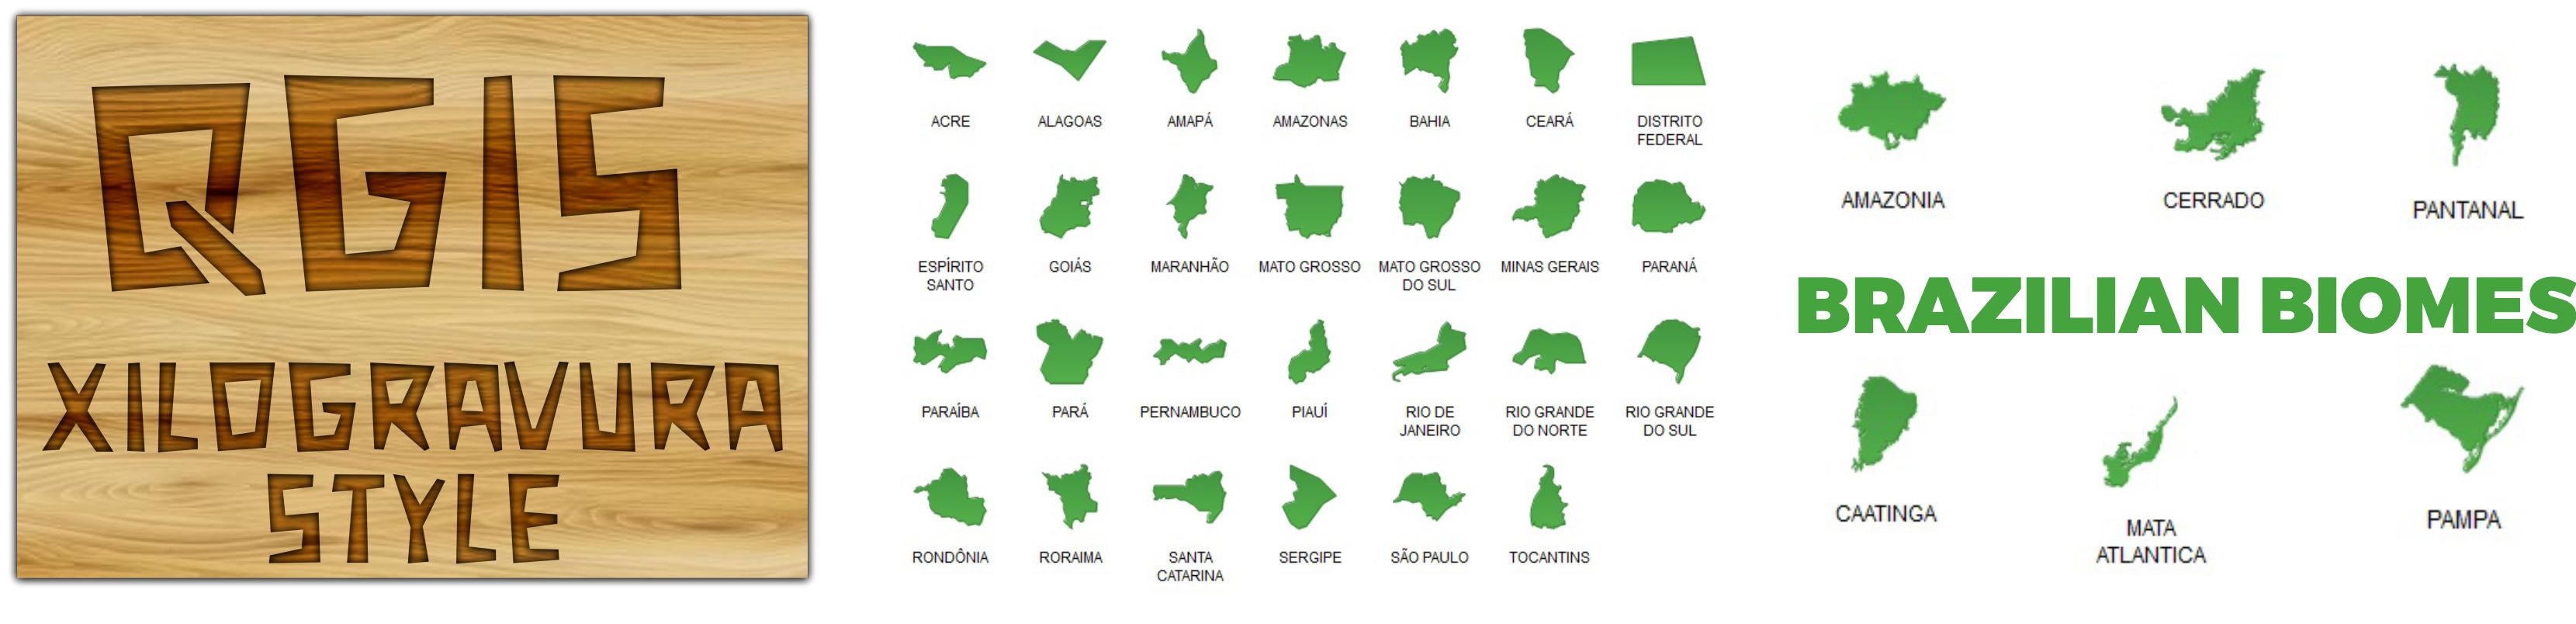 QGIS
XILOGRAVURA
STYLE
ACRE
ALAGOAS
AMAPÁ
AMAZONAS
BAHIA
CEARÁ
DISTRITO
FEDERAL
ESPÍRITO
SANTO
GOIÁS
MARANHÃO
MATO GROSSO
MATO GROSSO
DO SUL
MINAS GERAIS
PARANÁ
PARAÍBA
PARÁ
PERNAMBUCO
PIAUÍ
RIO DE
JANEIRO
RIO GRANDE
DO NORTE
RIO GRANDE
DO SUL
RONDÔNIA
RORAIMA
SANTA
CATARINA
SERGIPE
SÃO PAULO
TOCANTINS
AMAZONIA
CERRADO
PANTANAL
BRAZILIAN BIOMES
CAATINGA
MATA
ATLANTICA
PAMPA